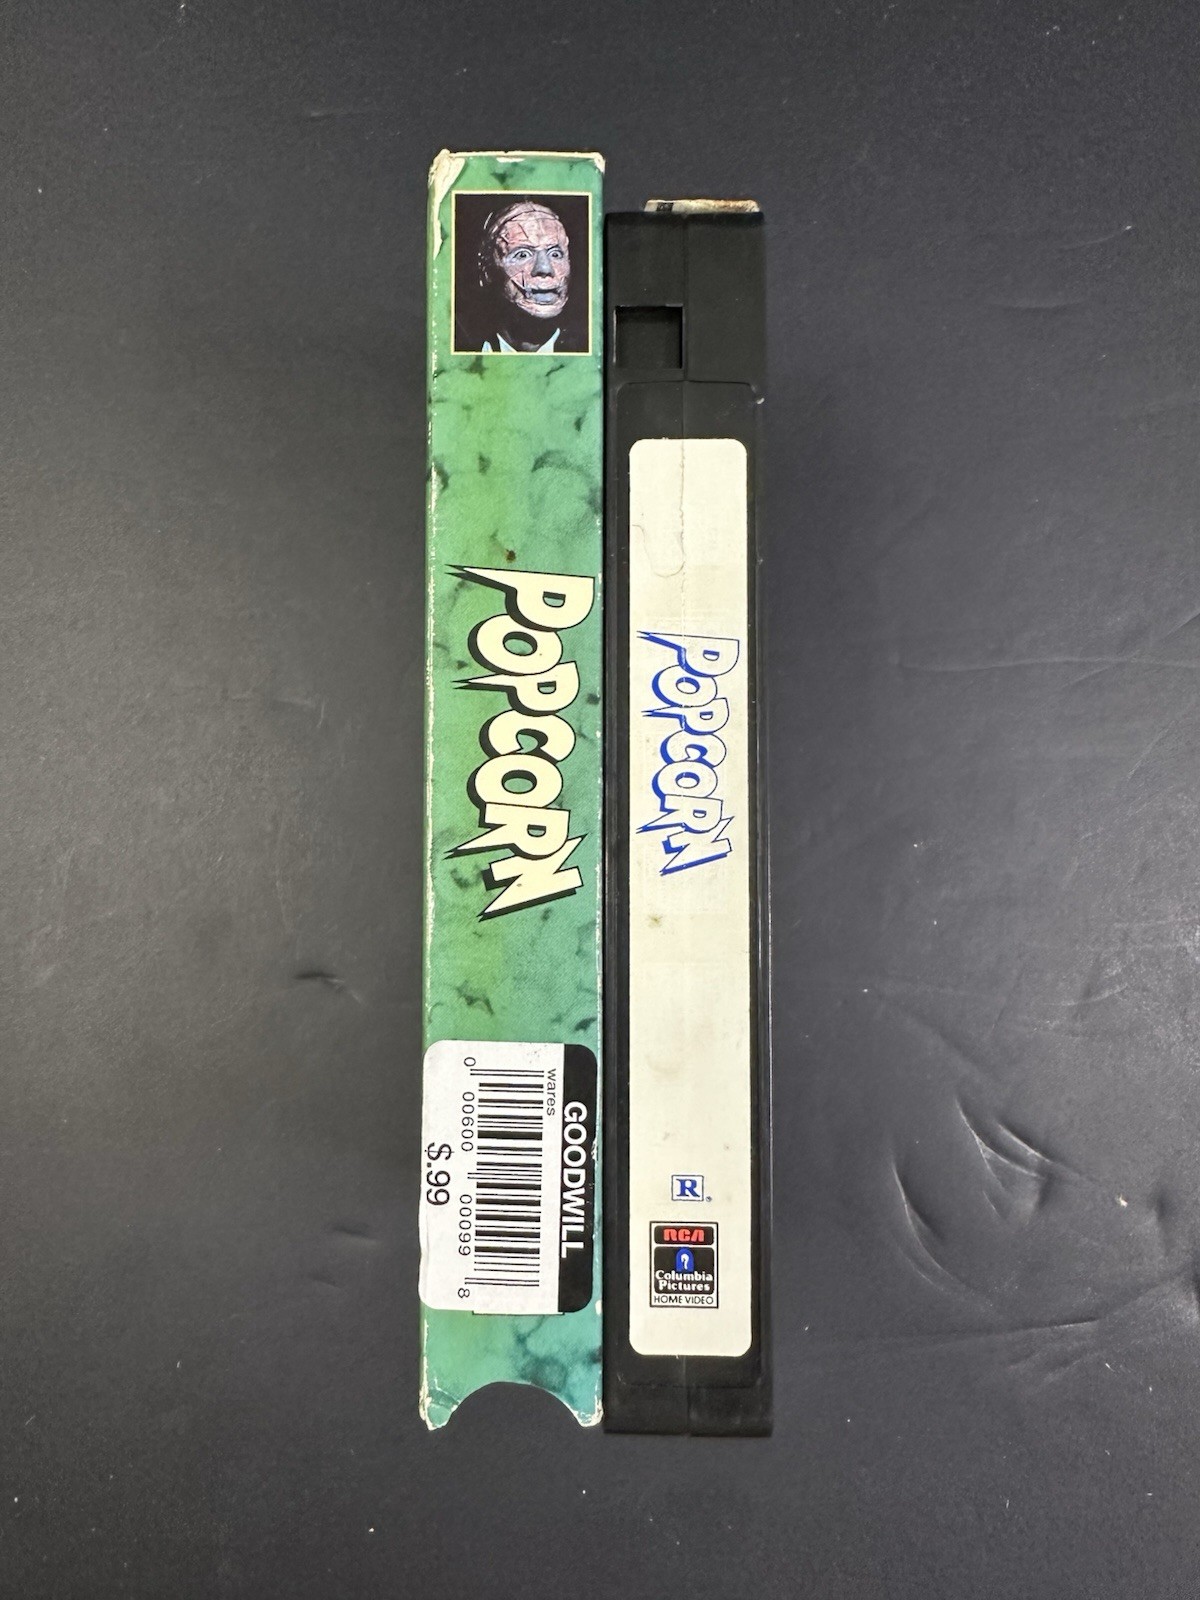 POPCORN
GOODWILL
wares
0 00600 00099 8
$.99
POPCORN
R
RCA
Columbia
Pictures
HOME VIDEO